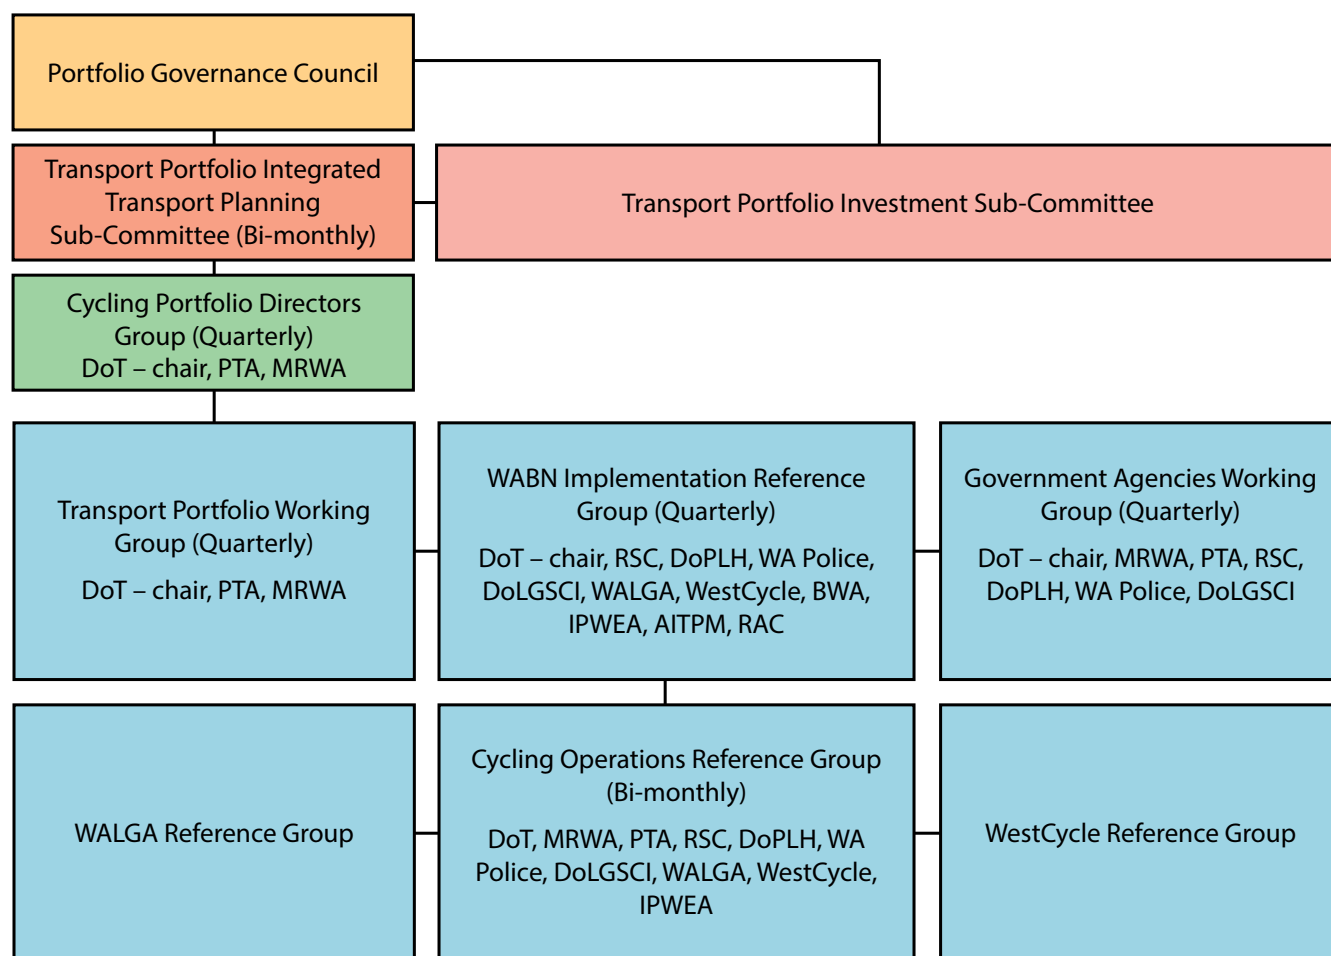 Portfolio Governance Council
Transport Portfolio Integrated
Transport Planning
Sub-Committee (Bi-monthly)
Transport Portfolio Investment Sub-Committee
Cycling Portfolio Directors
Group (Quarterly)
DoT – chair, PTA, MRWA
Transport Portfolio Working
Group (Quarterly)
DoT – chair, PTA, MRWA
WABN Implementation Reference
Group (Quarterly)
DoT – chair, RSC, DoPLH, WA Police,
DoLGSCI, WALGA, WestCycle, BWA,
IPWEA, AITPM, RAC
Government Agencies Working
Group (Quarterly)
DoT – chair, MRWA, PTA, RSC,
DoPLH, WA Police, DoLGSCI
WALGA Reference Group
Cycling Operations Reference Group
(Bi-monthly)
DoT, MRWA, PTA, RSC, DoPLH, WA
Police, DoLGSCI, WALGA, WestCycle,
IPWEA
WestCycle Reference Group